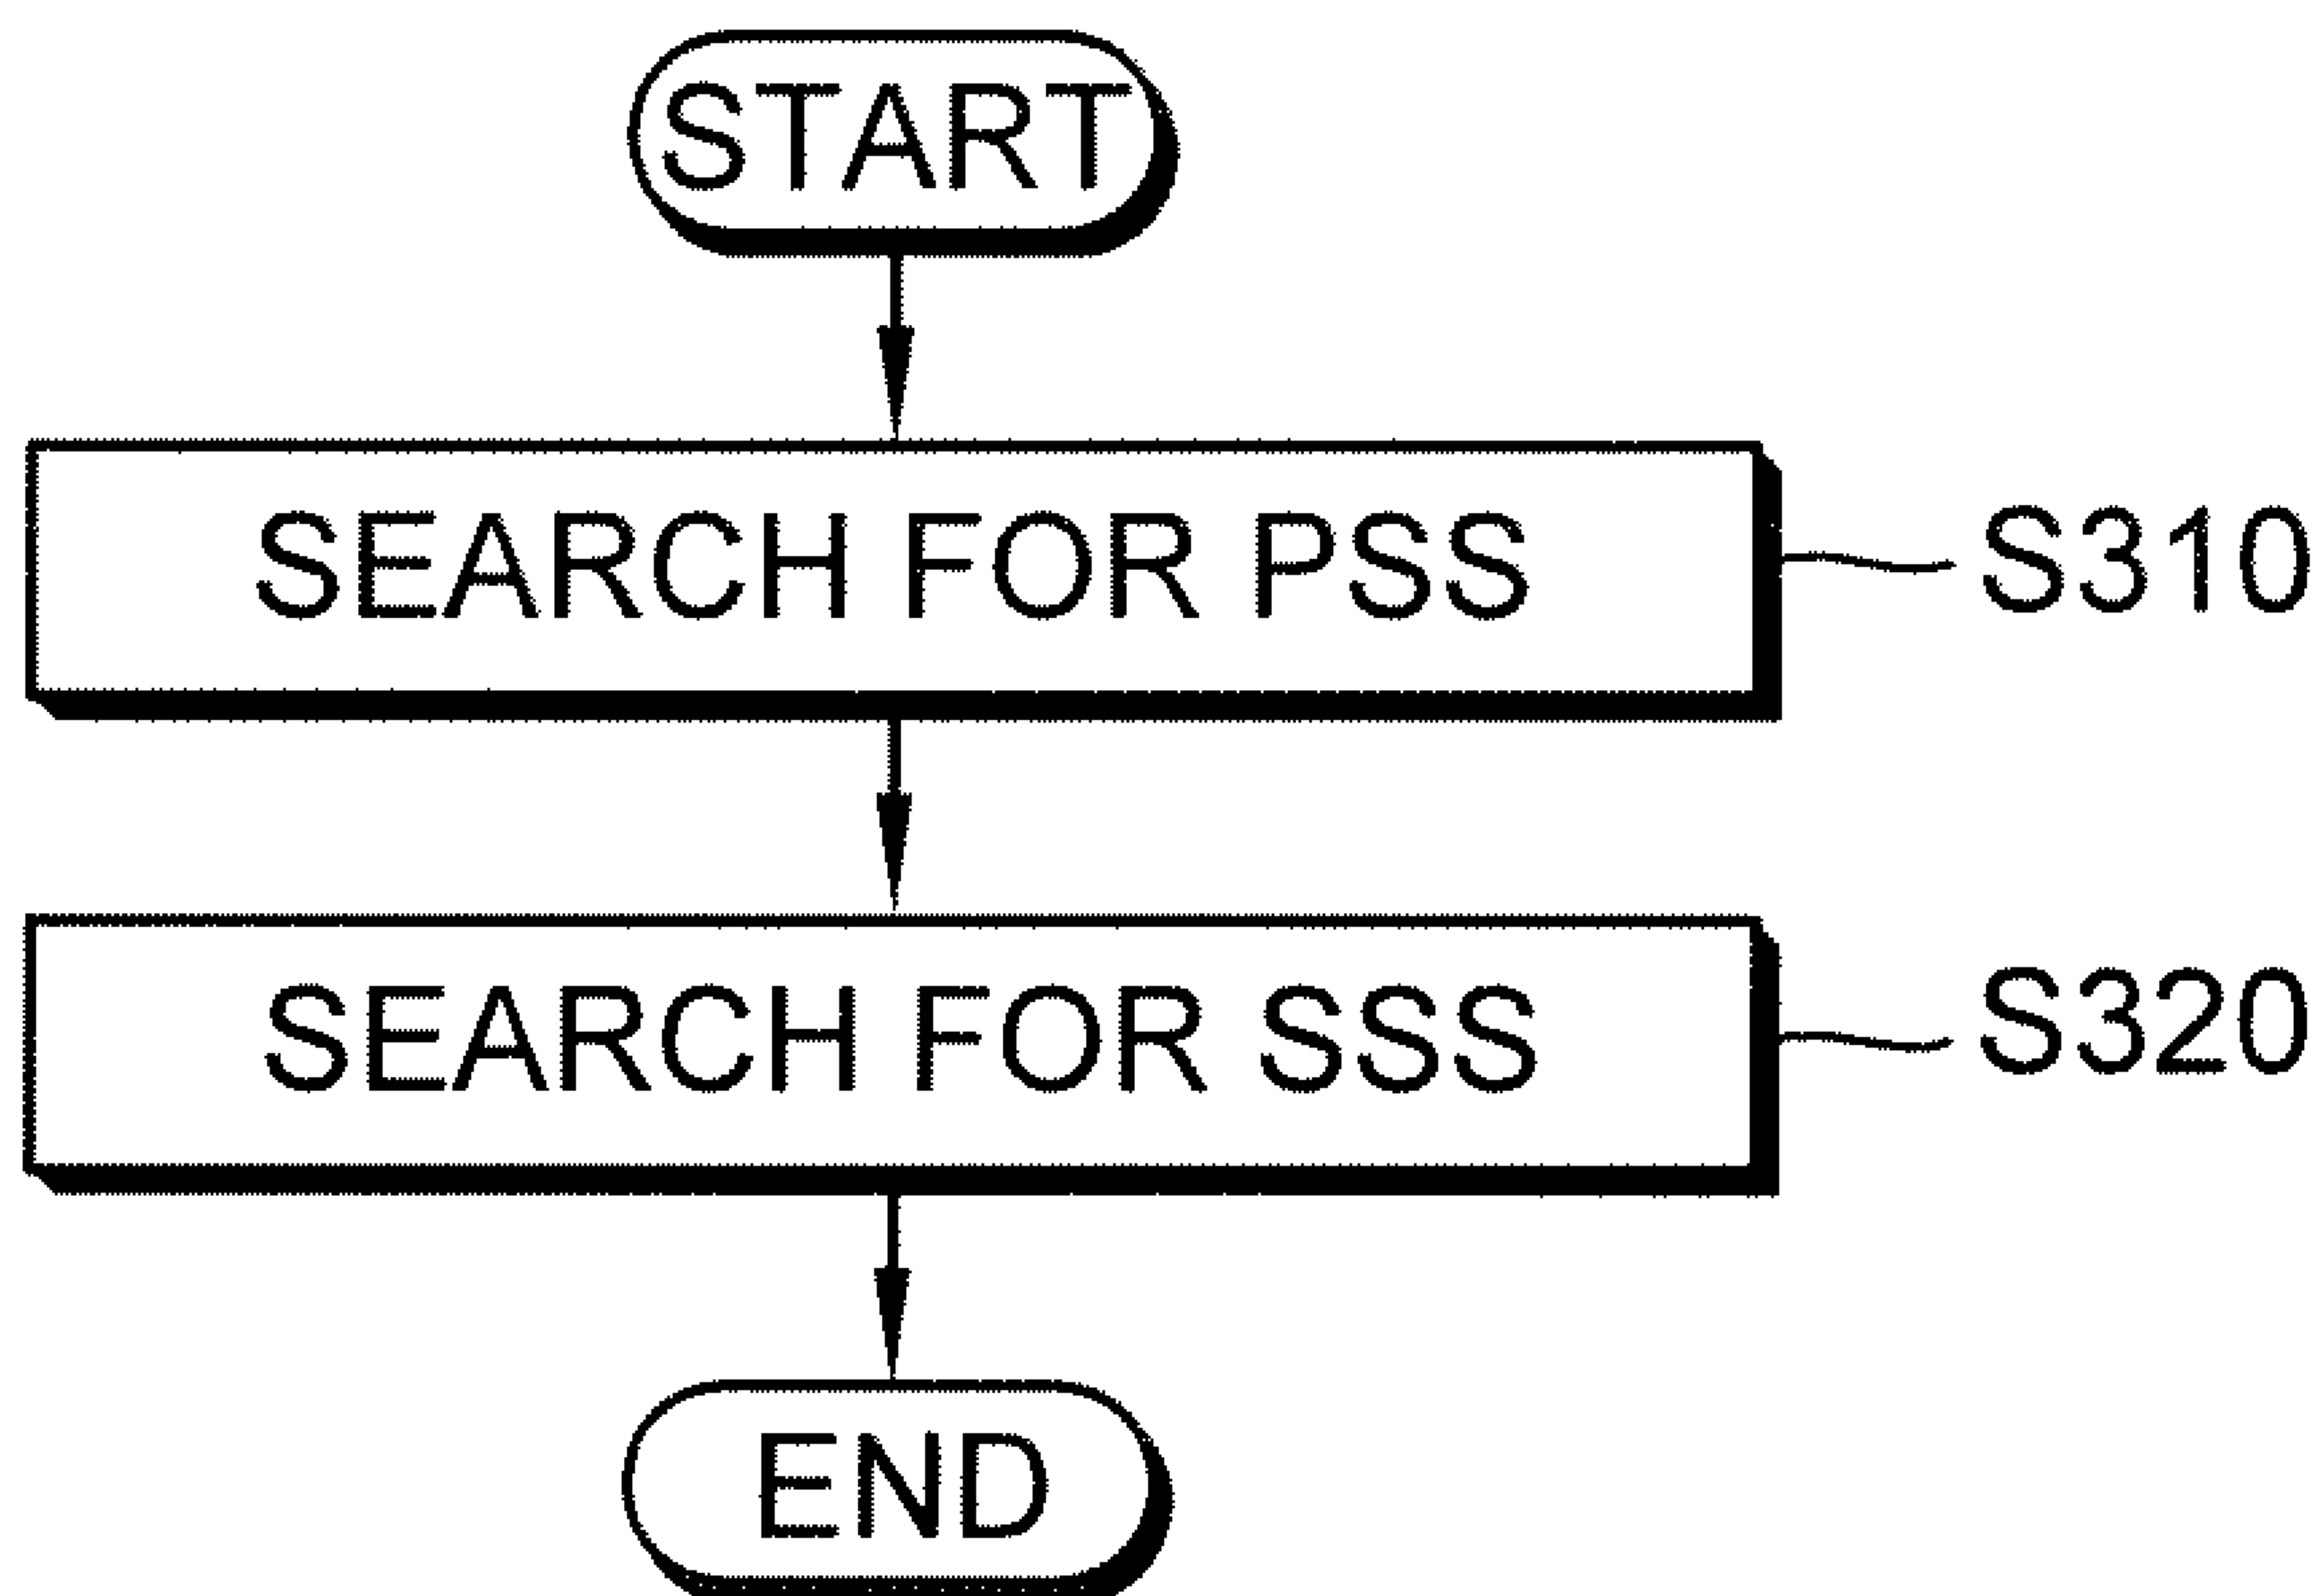 START
SEARCH FOR PSS
S310
SEARCH FOR SSS
S320
END